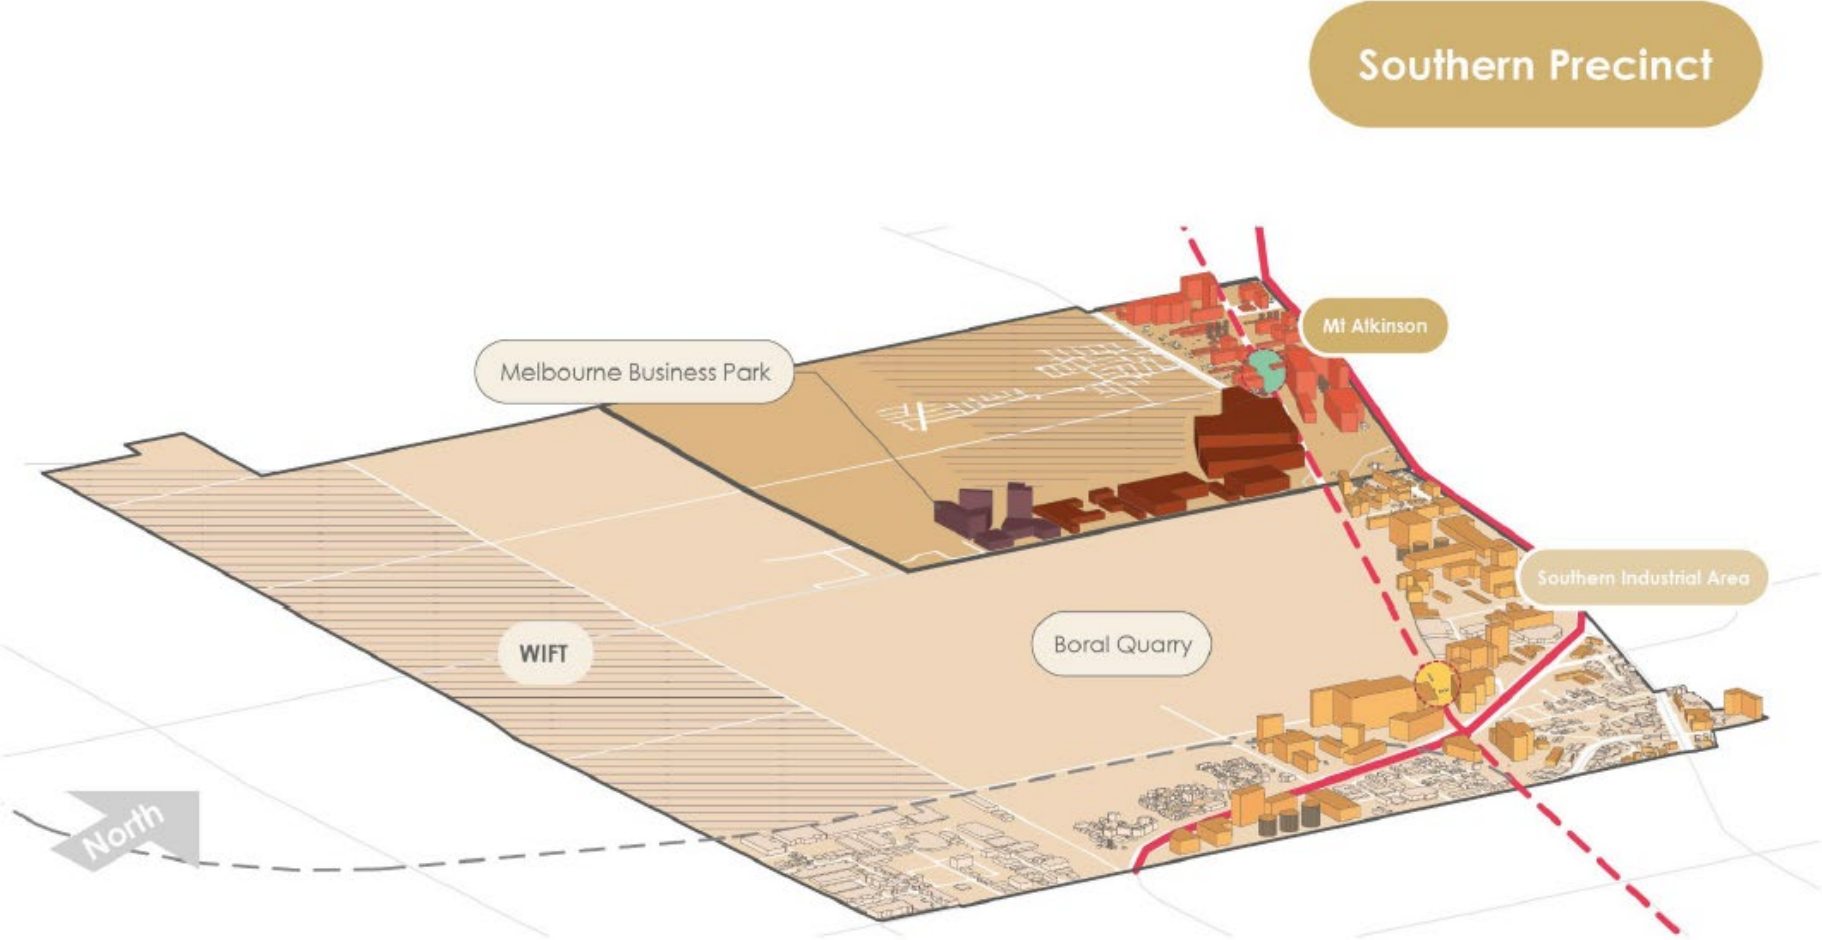 Southern Precinct
Mt Atkinson
Melbourne Business Park
Southern Industrial Area
Boral Quarry
WIFT
North